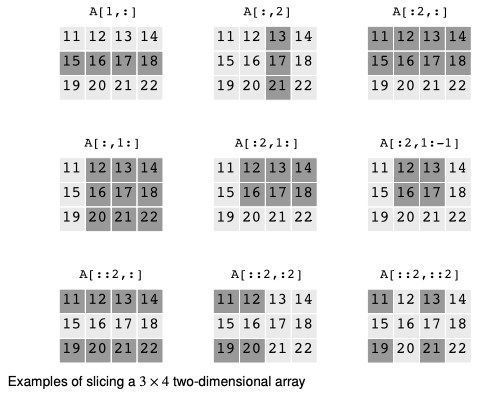 A[1,:] A[:,2] A[:2,:]
11 12 13 14 11 12 13 14 11 12 13 14
15 16 17 18 15 16 17 18 15 16 17 18
19 20 21 22 19 20 21 22 19 20 21 22
A[:,1:] A[:2,1:] A[:2,1:-1]
11 12 13 14 11 12 13 14 11 12 13 14
15 16 17 18 15 16 17 18 15 16 17 18
19 20 21 22 19 20 21 22 19 20 21 22
A[::2,:] A[::2,:2] A[::2,::2]
11 12 13 14 11 12 13 14 11 12 13 14
15 16 17 18 15 16 17 18 15 16 17 18
19 20 21 22 19 20 21 22 19 20 21 22
Examples of slicing a 3 × 4 two-dimensional array